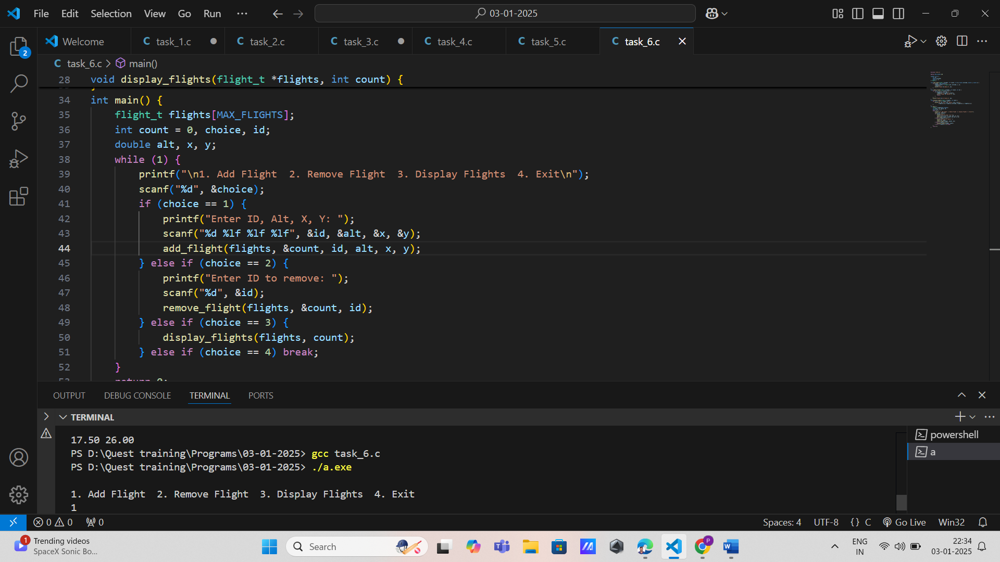 File Edit Selection View Go Run ··· 03-01-2025
Welcome task_1.c task_2.c task_3.c task_4.c task_5.c task_6.c
2
task_6.c > main()
28 void display_flights(flight_t *flights, int count) {
34 int main() {
35 flight_t flights[MAX_FLIGHTS];
36 int count = 0, choice, id;
37 double alt, x, y;
38 while (1) {
39 printf("\n1. Add Flight  2. Remove Flight  3. Display Flights  4. Exit\n");
40 scanf("%d", &choice);
41 if (choice == 1) {
42 printf("Enter ID, Alt, X, Y: ");
43 scanf("%d %lf %lf %lf", &id, &alt, &x, &y);
44 add_flight(flights, &count, id, alt, x, y);
45 } else if (choice == 2) {
46 printf("Enter ID to remove: ");
47 scanf("%d", &id);
48 remove_flight(flights, &count, id);
49 } else if (choice == 3) {
50 display_flights(flights, count);
51 } else if (choice == 4) break;
52 }
OUTPUT DEBUG CONSOLE TERMINAL PORTS
TERMINAL
17.50 26.00
PS D:\Quest training\Programs\03-01-2025> gcc task_6.c
PS D:\Quest training\Programs\03-01-2025> ./a.exe
1. Add Flight  2. Remove Flight  3. Display Flights  4. Exit
1
powershell
a
0 0 0 Spaces: 4 UTF-8 {} C Go Live Win32
1 Trending videos
SpaceX Sonic Bo...
Search
P
ENG
IN
22:34
03-01-2025